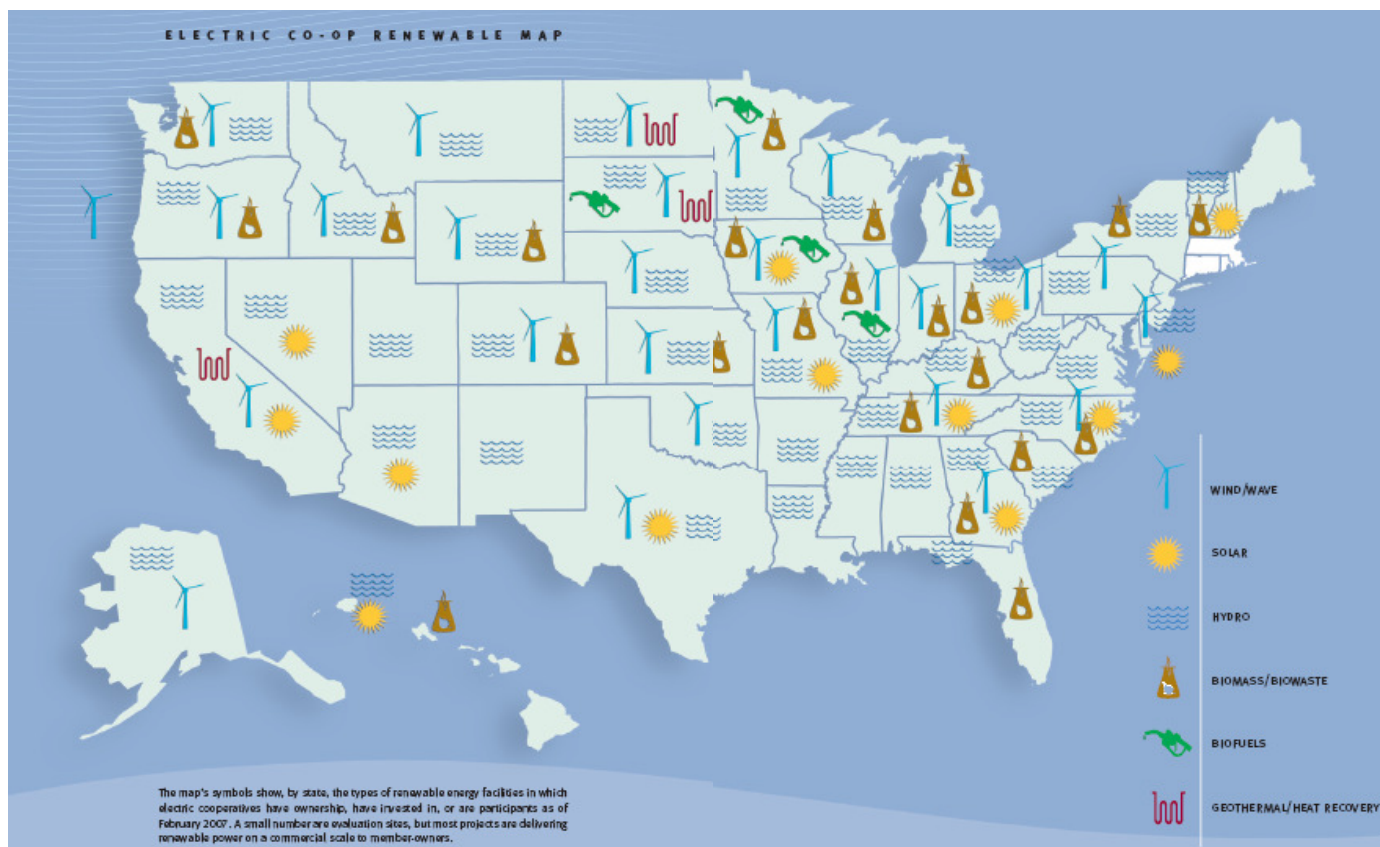 ELECTRIC CO-OP RENEWABLE MAP
WIND/WAVE
SOLAR
HYDRO
BIOMASS/BIOWASTE
BIOFUELS
GEOTHERMAL/HEAT RECOVERY
The map's symbols show, by state, the types of renewable energy facilities in which
electric cooperatives have ownership, have invested in, or are participants as of
February 2007. A small number are evaluation sites, but most projects are delivering
renewable power on a commercial scale to member-owners.